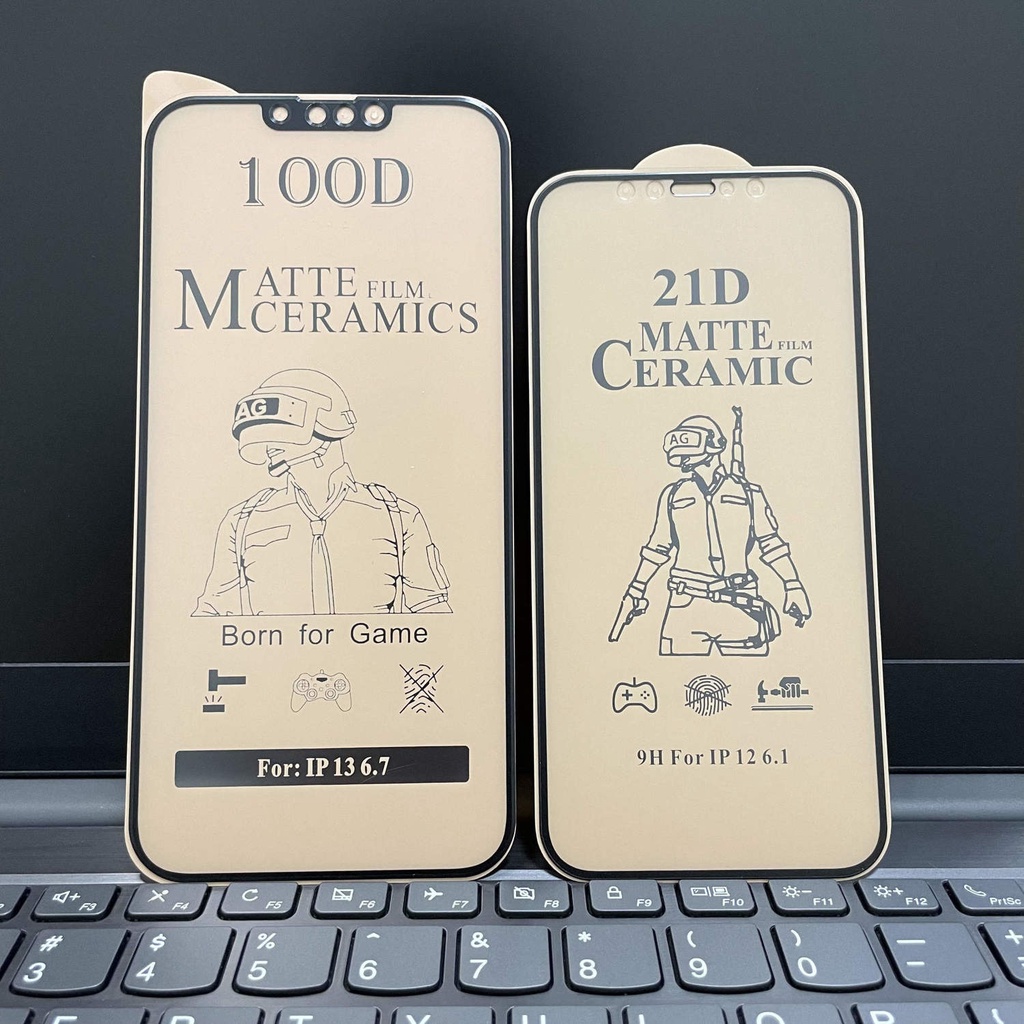 100D
MATTE FILM
CERAMICS
AG
Born for Game
For: IP 13 6.7
21D
MATTE FILM
CERAMIC
AG
9H For IP 12 6.1
F3
F4
F5
F6
F7
F8
F9
F10
F11
F12
PrtSc
# 3
$ 4
% 5
^ 6
& 7
* 8
( 9
) 0